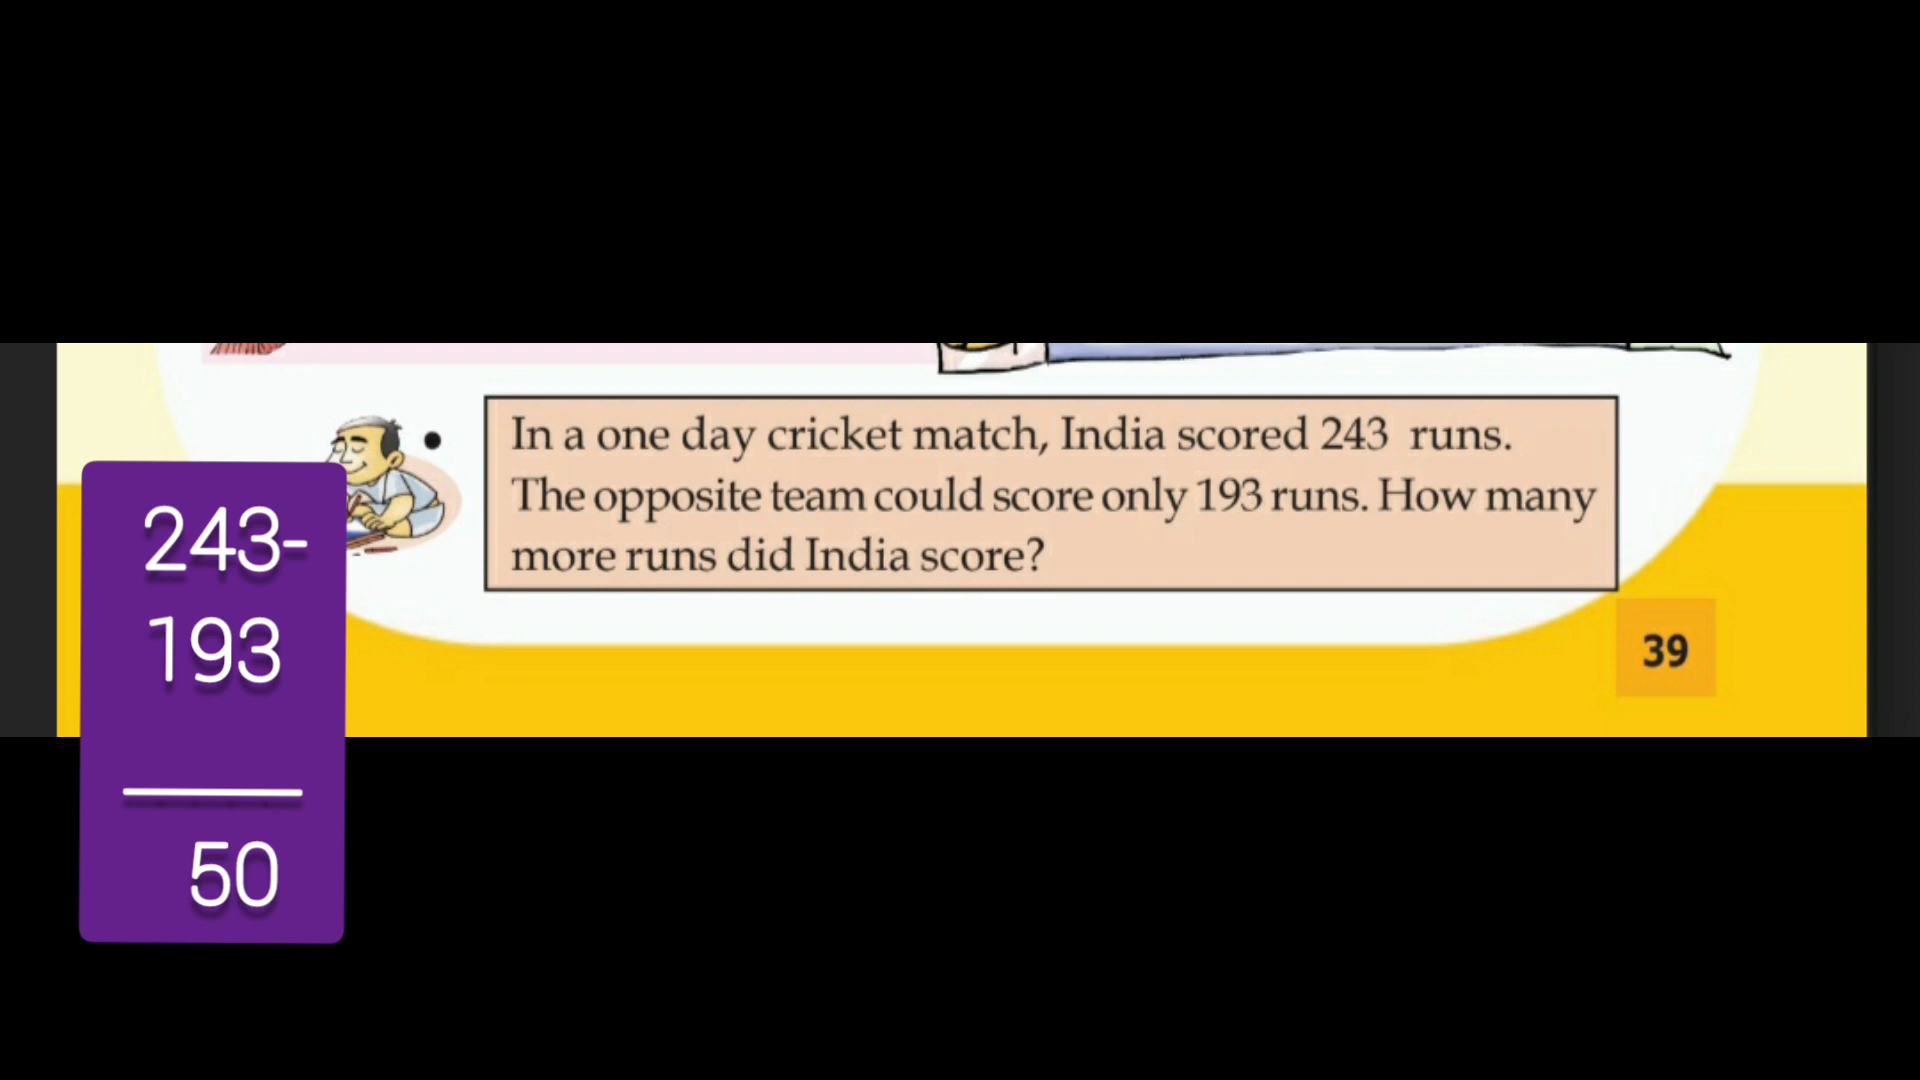 In a one day cricket match, India scored 243 runs.
The opposite team could score only 193 runs. How many
more runs did India score?
39
243-
193
50